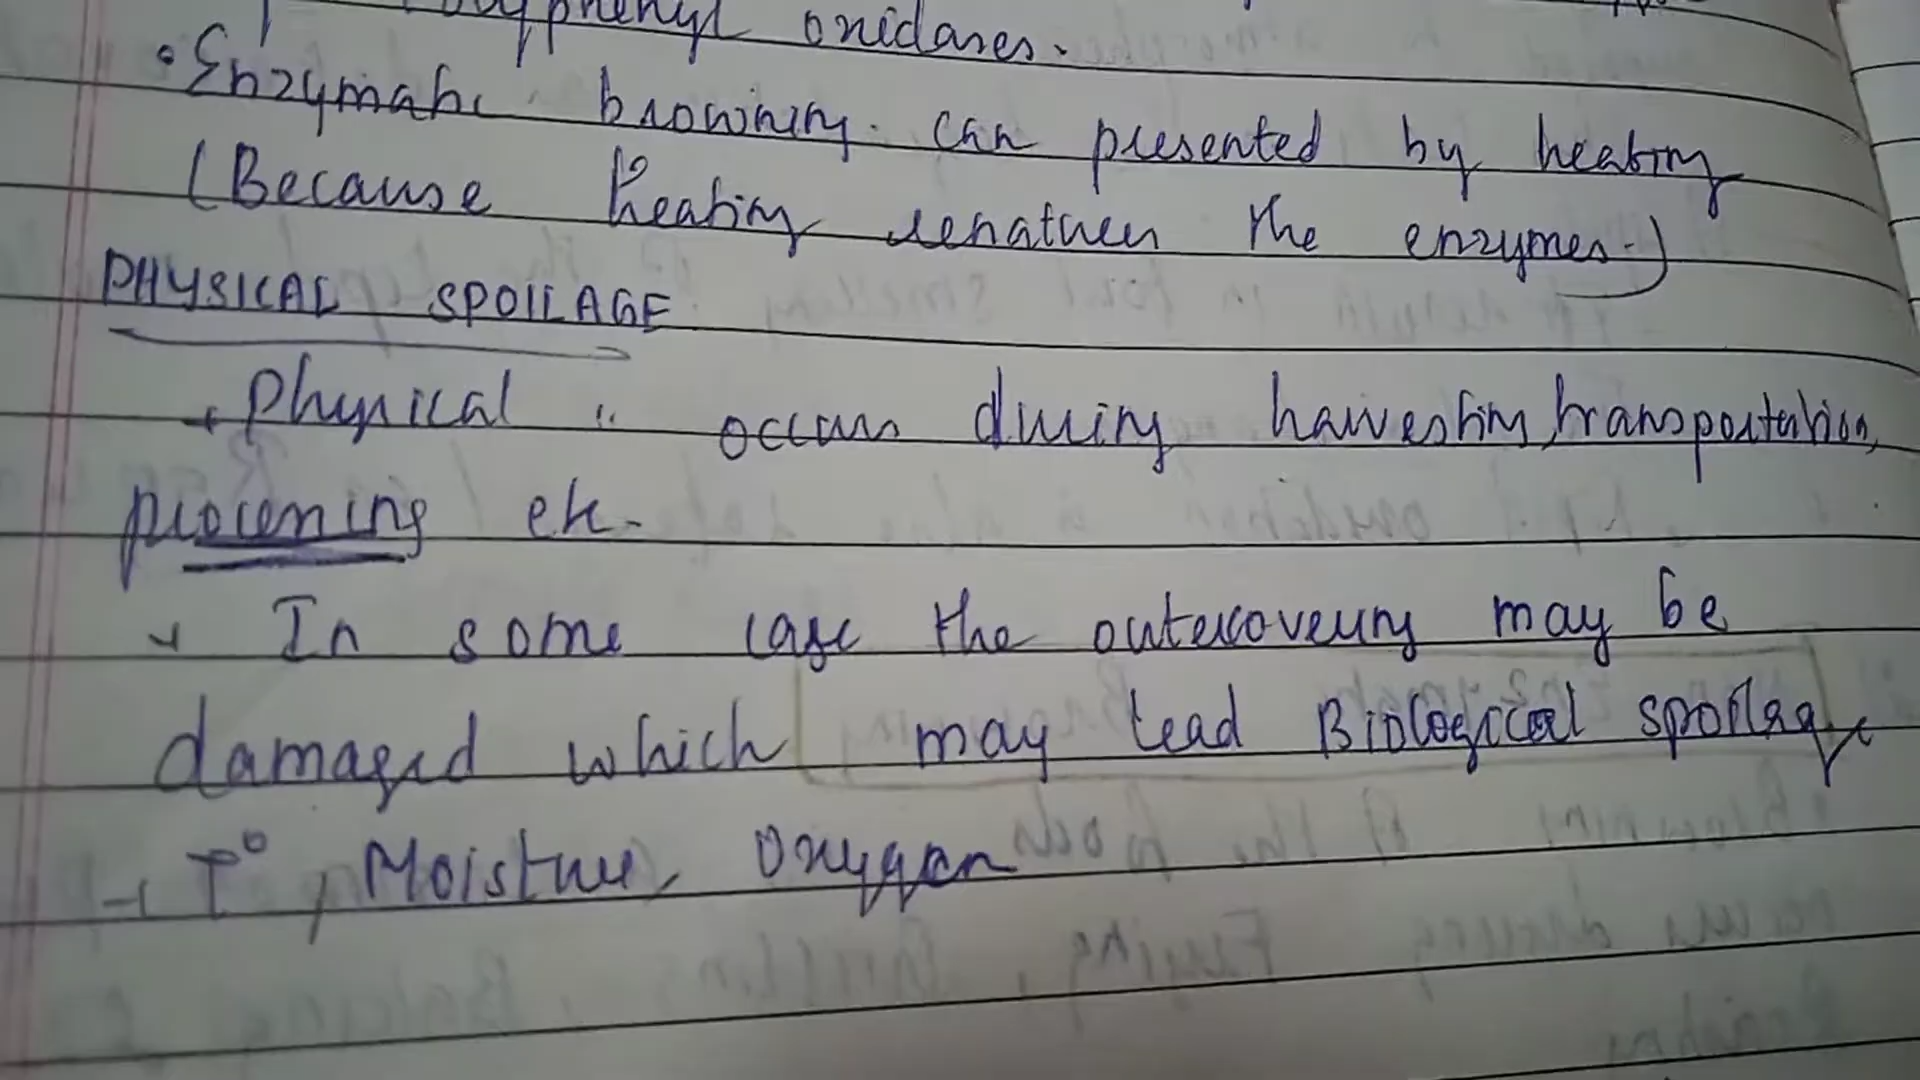 oxidases.
• Enzymatic browning can presented by heating
(Because heating denatures the enzymes.)
PHYSICAL SPOILAGE
Physical " occurs during harvesting, transportation,
processing etc.
In some case the outercovering may be
damaged which may lead Biological spoilage
T°, Moisture, Oxygen